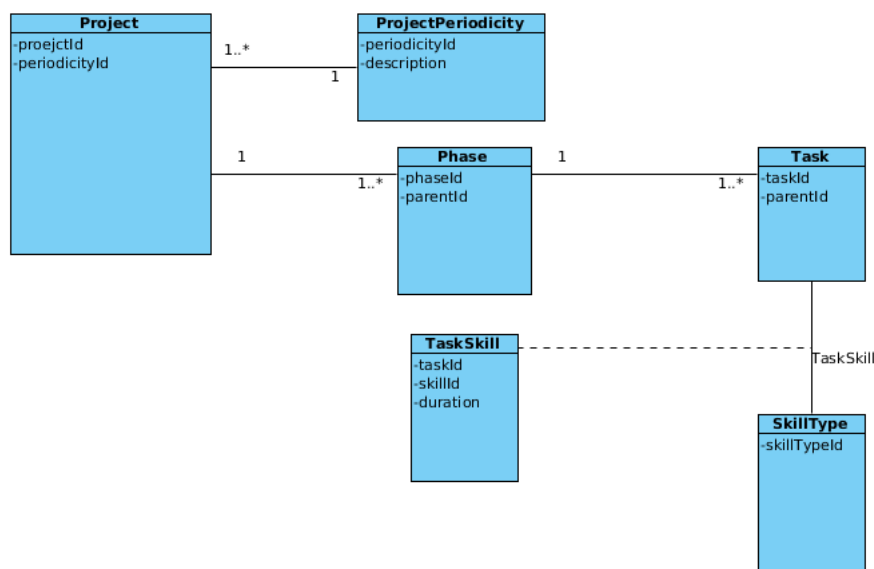 Project
-proejctId
-periodicityId
1..*
1
ProjectPeriodicity
-periodicityId
-description
1
1..*
Phase
-phaseId
-parentId
1
1..*
Task
-taskId
-parentId
TaskSkill
-taskId
-skillId
-duration
TaskSkill
SkillType
-skillTypeId